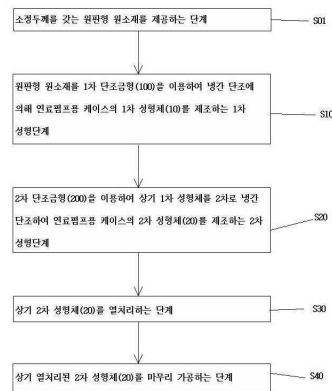 소정두께를 갖는 원판형 원소재를 제공하는 단계
S01
원판형 원소재를 1차 단조금형(100)을 이용하여 냉간 단조에
의해 연료펌프용 케이스의 1차 성형체(10)를 제조하는 1차
성형단계
S10
2차 단조금형(200)을 이용하여 상기 1차 성형체를 2차로 냉간
단조하여 연료펌프용 케이스의 2차 성형체(20)를 제조하는 2차
성형단계
S20
상기 2차 성형체(20)를 열처리하는 단계
S30
상기 열처리된 2차 성형체(20)를 마무리 가공하는 단계
S40